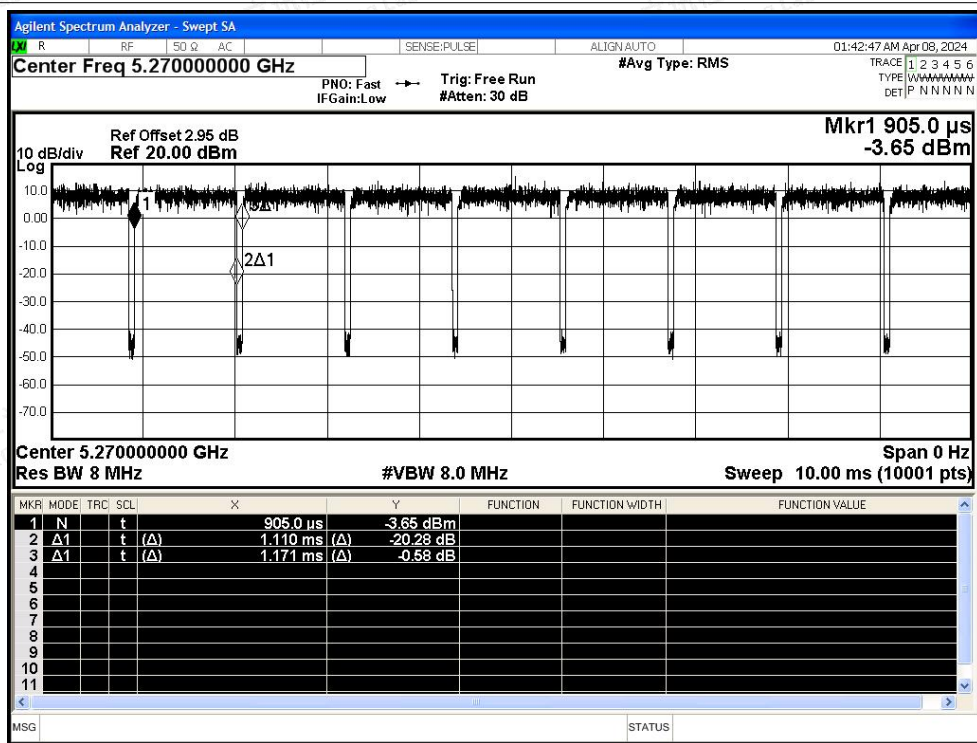 Agilent Spectrum Analyzer - Swept SA
LXI R RF 50 Ω AC SENSE:PULSE ALIGN AUTO 01:42:47 AM Apr 08, 2024
Center Freq 5.270000000 GHz #Avg Type: RMS TRACE 1 2 3 4 5 6
PNO: Fast Trig: Free Run TYPE WWWWWW
IFGain:Low #Atten: 30 dB DET P N N N N N
Mkr1 905.0 µs
-3.65 dBm
Ref Offset 2.95 dB
10 dB/div Ref 20.00 dBm
Log
10.0
0.00
-10.0
-20.0
-30.0
-40.0
-50.0
-60.0
-70.0
1
3Δ1
2Δ1
Center 5.270000000 GHz Span 0 Hz
Res BW 8 MHz #VBW 8.0 MHz Sweep 10.00 ms (10001 pts)
MKR MODE TRC SCL X Y FUNCTION FUNCTION WIDTH FUNCTION VALUE
1 N t 905.0 µs -3.65 dBm
2 Δ1 t (Δ) 1.110 ms (Δ) -20.28 dB
3 Δ1 t (Δ) 1.171 ms (Δ) -0.58 dB
4
5
6
7
8
9
10
11
MSG STATUS